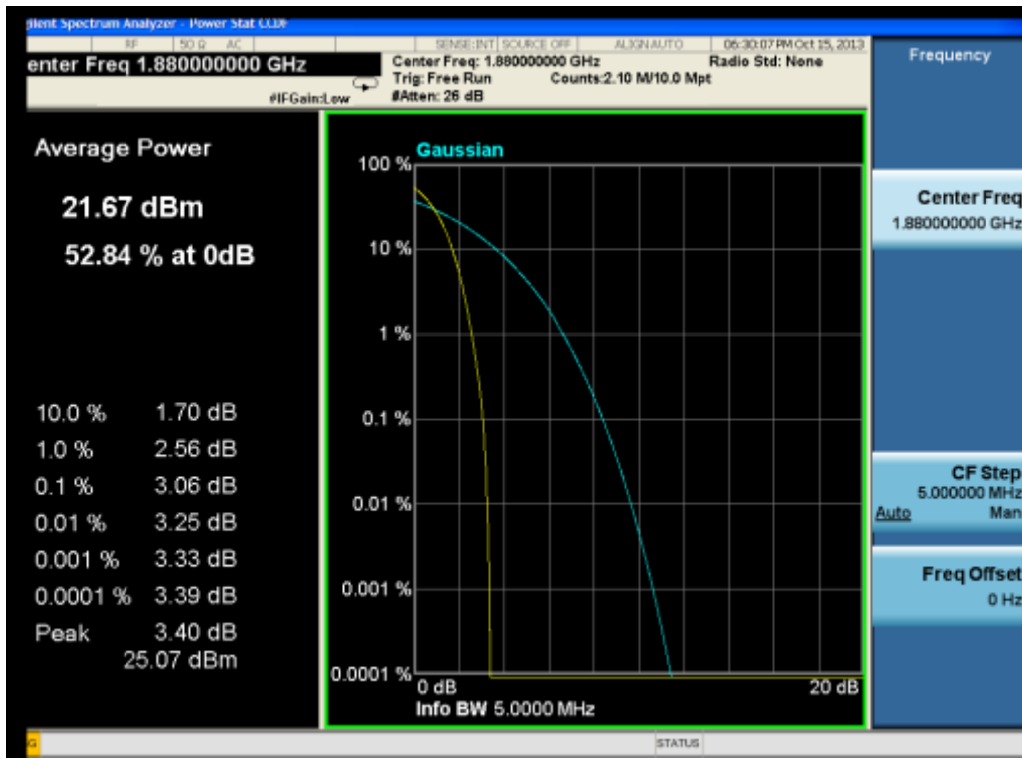 gilent Spectrum Analyzer - Power Stat CCDF
RF 50 Ω AC SENSE:INT SOURCE OFF ALIGN AUTO 06:30:07 PM Oct 15, 2013
enter Freq 1.880000000 GHz
#IFGain:Low
Center Freq: 1.880000000 GHz
Trig: Free Run Counts:2.10 M/10.0 Mpt
#Atten: 26 dB
Radio Std: None
Frequency
Average Power
21.67 dBm
52.84 % at 0dB
10.0 % 1.70 dB
1.0 % 2.56 dB
0.1 % 3.06 dB
0.01 % 3.25 dB
0.001 % 3.33 dB
0.0001 % 3.39 dB
Peak 3.40 dB
25.07 dBm
Gaussian
100 %
10 %
1 %
0.1 %
0.01 %
0.001 %
0.0001 %
0 dB 20 dB
Info BW 5.0000 MHz
Center Freq
1.880000000 GHz
CF Step
5.000000 MHz
Auto Man
Freq Offset
0 Hz
G
STATUS